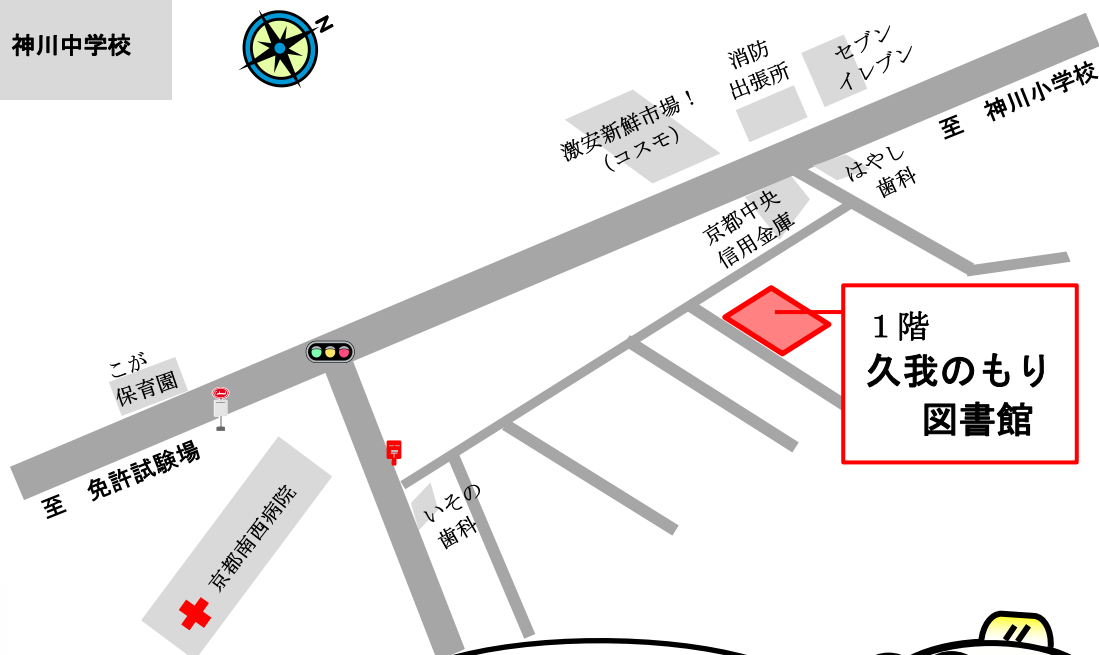 神川中学校
N
消防
出張所
セブン
イレブン
激安新鮮市場！
（コスモ）
至　神川小学校
はやし
歯科
京都中央
信用金庫
１階
久我のもり
図書館
こが
保育園
至　免許試験場
いその
歯科
京都南西病院